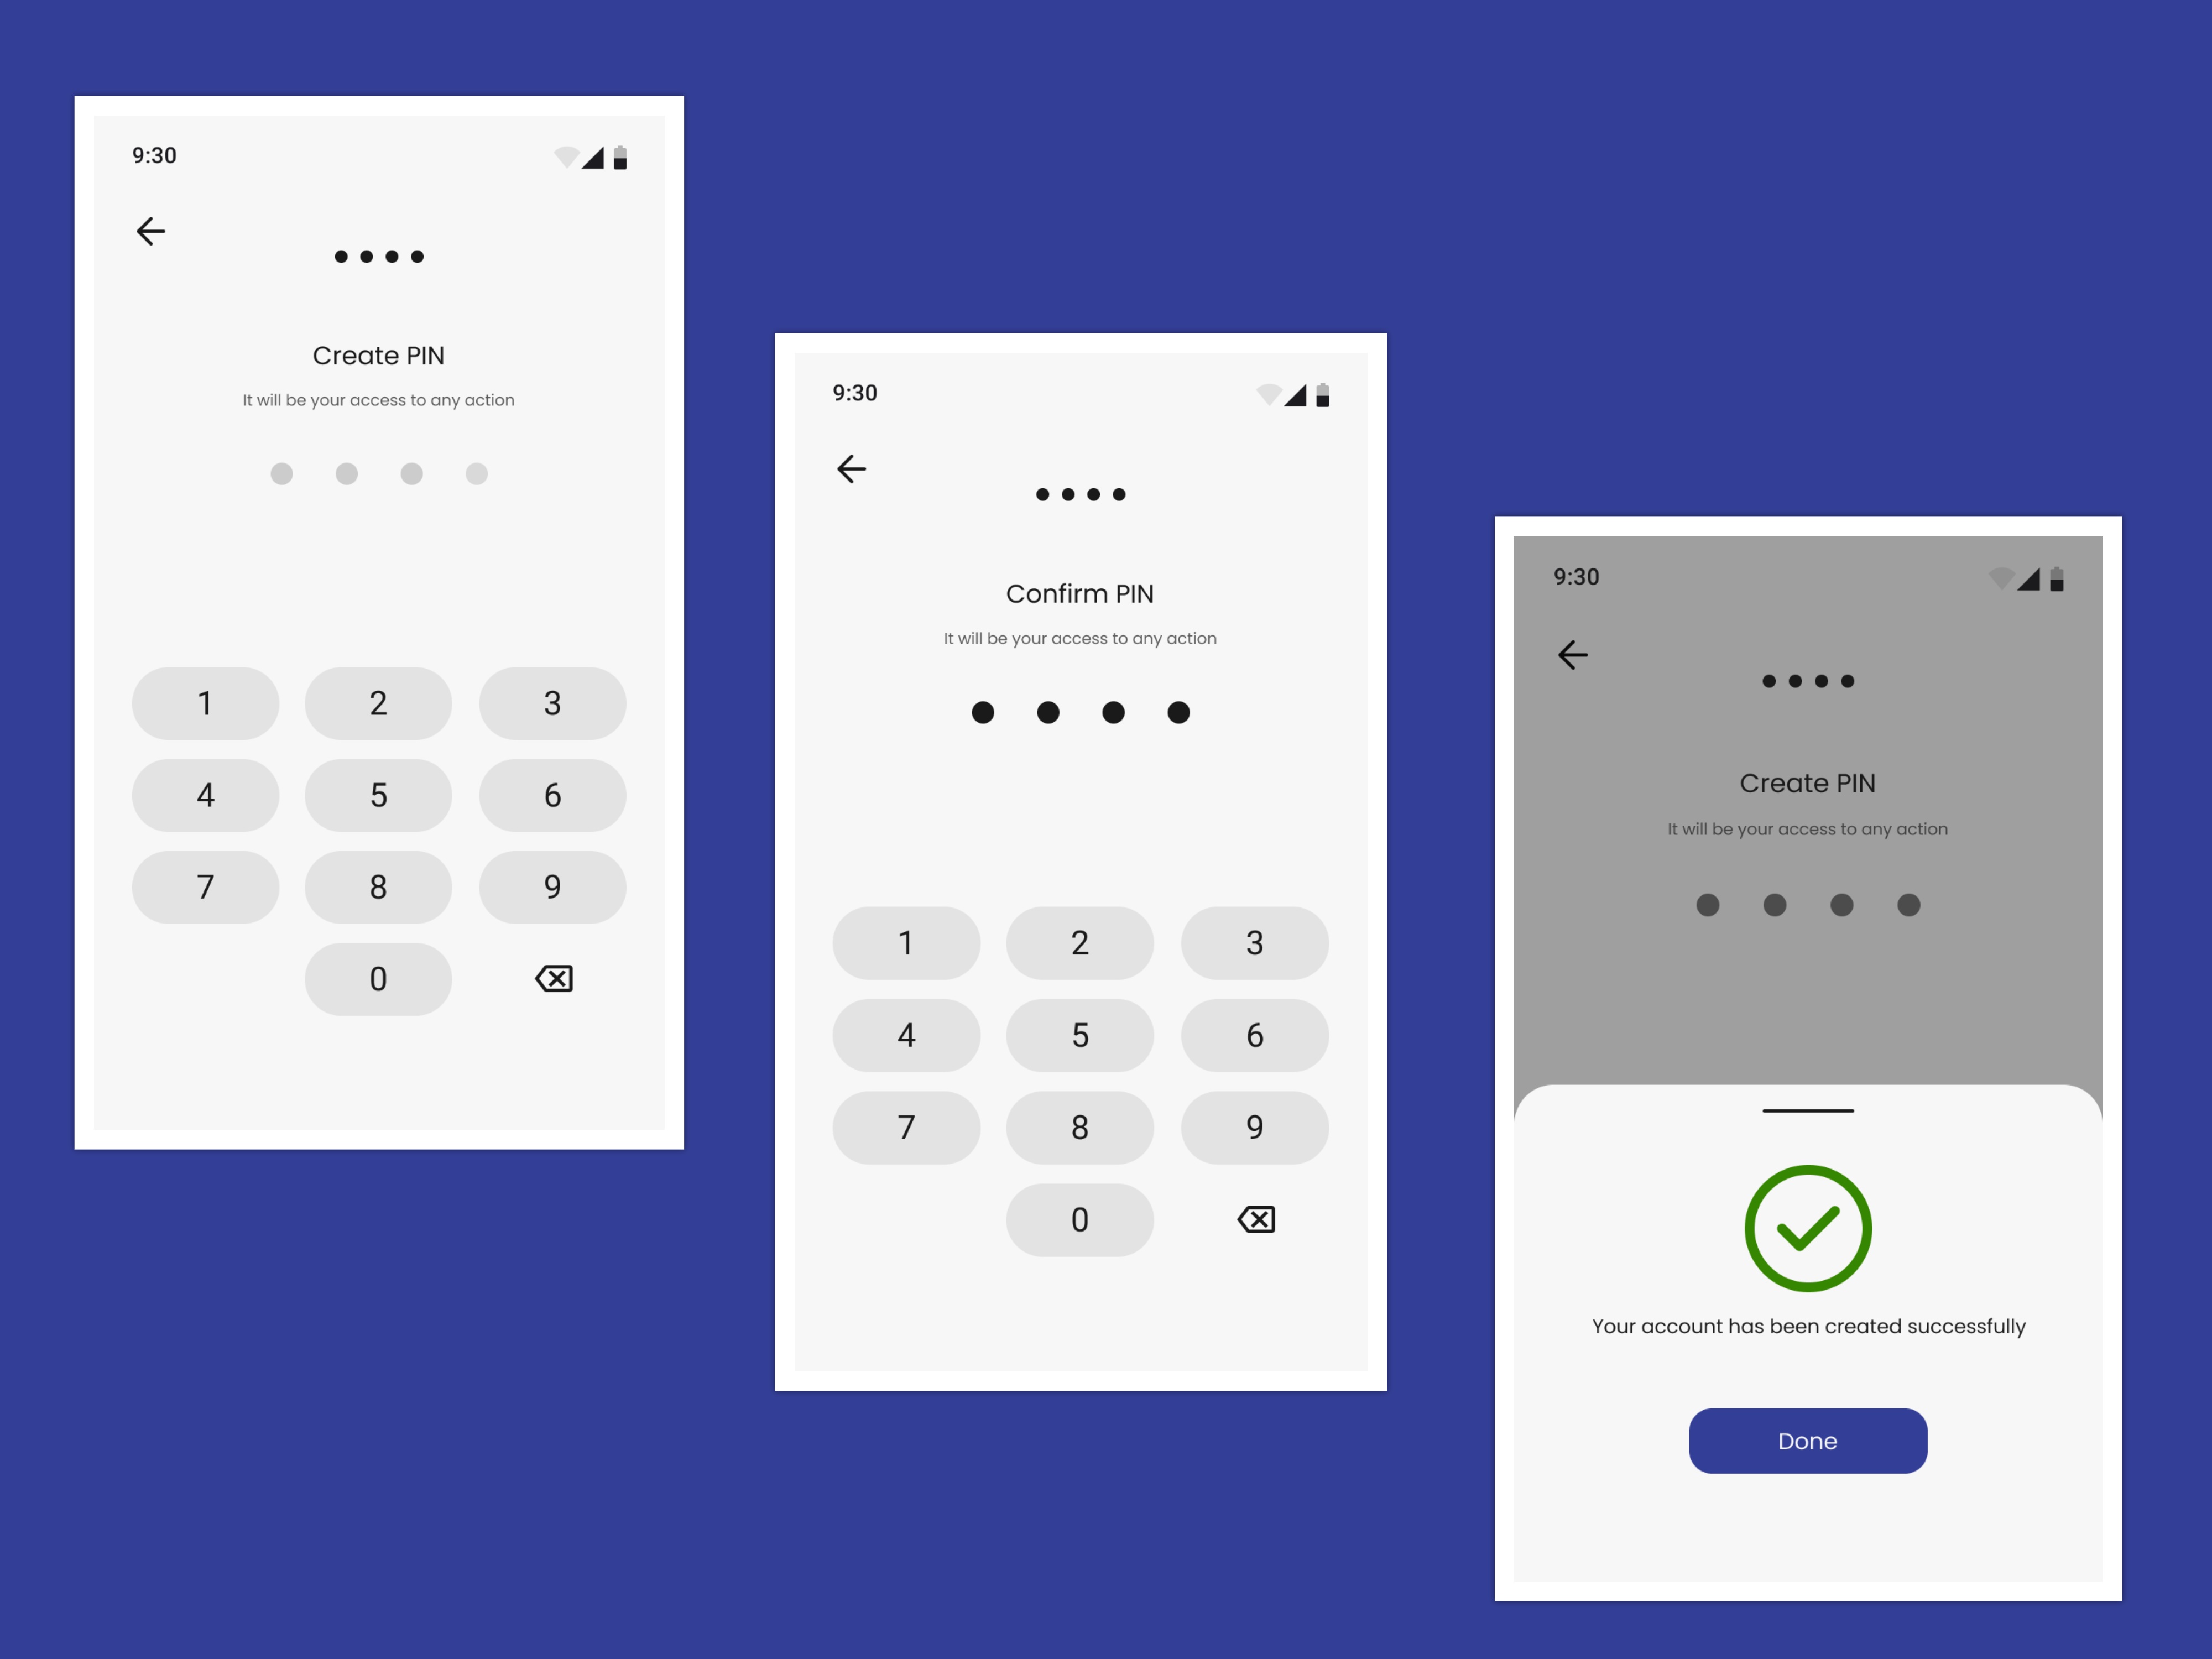 9:30
Create PIN
It will be your access to any action
1 2 3
4 5 6
7 8 9
0
9:30
Confirm PIN
It will be your access to any action
1 2 3
4 5 6
7 8 9
0
9:30
Create PIN
It will be your access to any action
Your account has been created successfully
Done